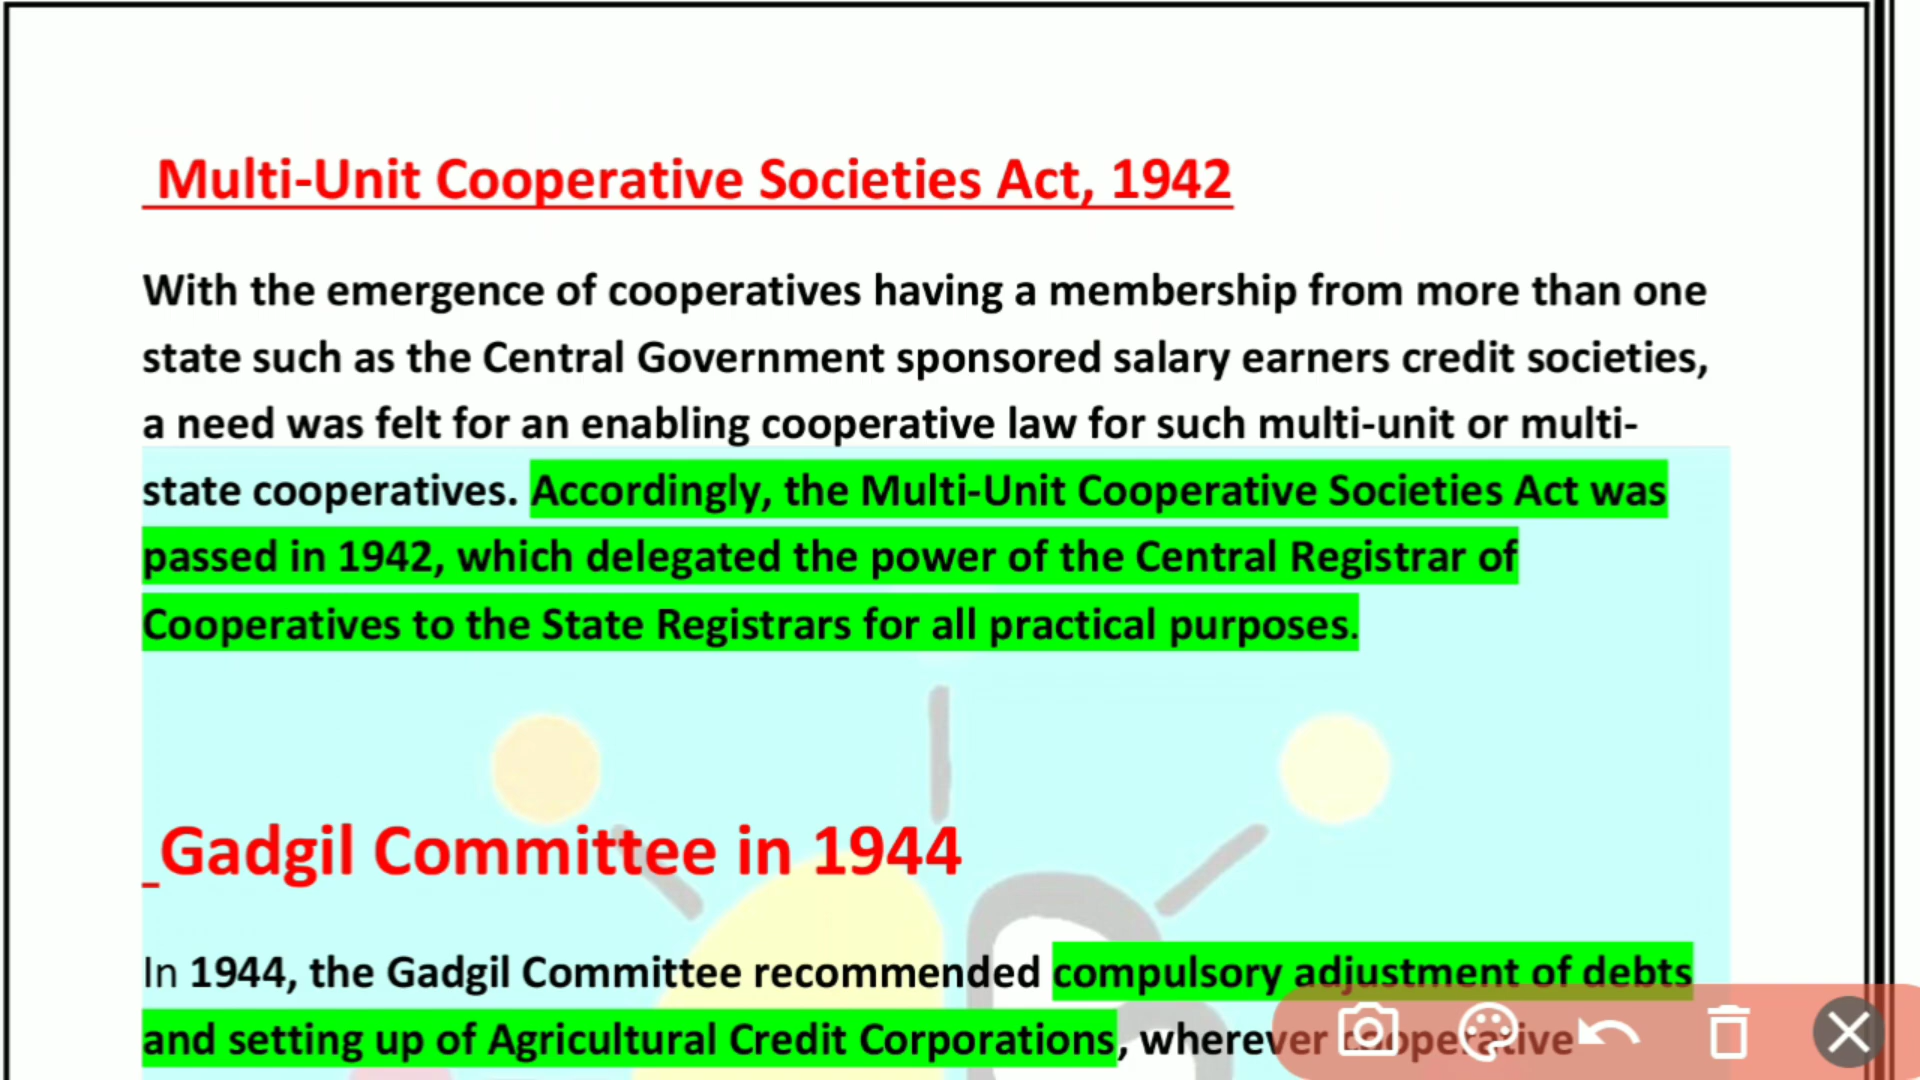 Multi-Unit Cooperative Societies Act, 1942
With the emergence of cooperatives having a membership from more than one
state such as the Central Government sponsored salary earners credit societies,
a need was felt for an enabling cooperative law for such multi-unit or multi-
state cooperatives. Accordingly, the Multi-Unit Cooperative Societies Act was
passed in 1942, which delegated the power of the Central Registrar of
Cooperatives to the State Registrars for all practical purposes.
Gadgil Committee in 1944
In 1944, the Gadgil Committee recommended compulsory adjustment of debts
and setting up of Agricultural Credit Corporations, wherever cooperative